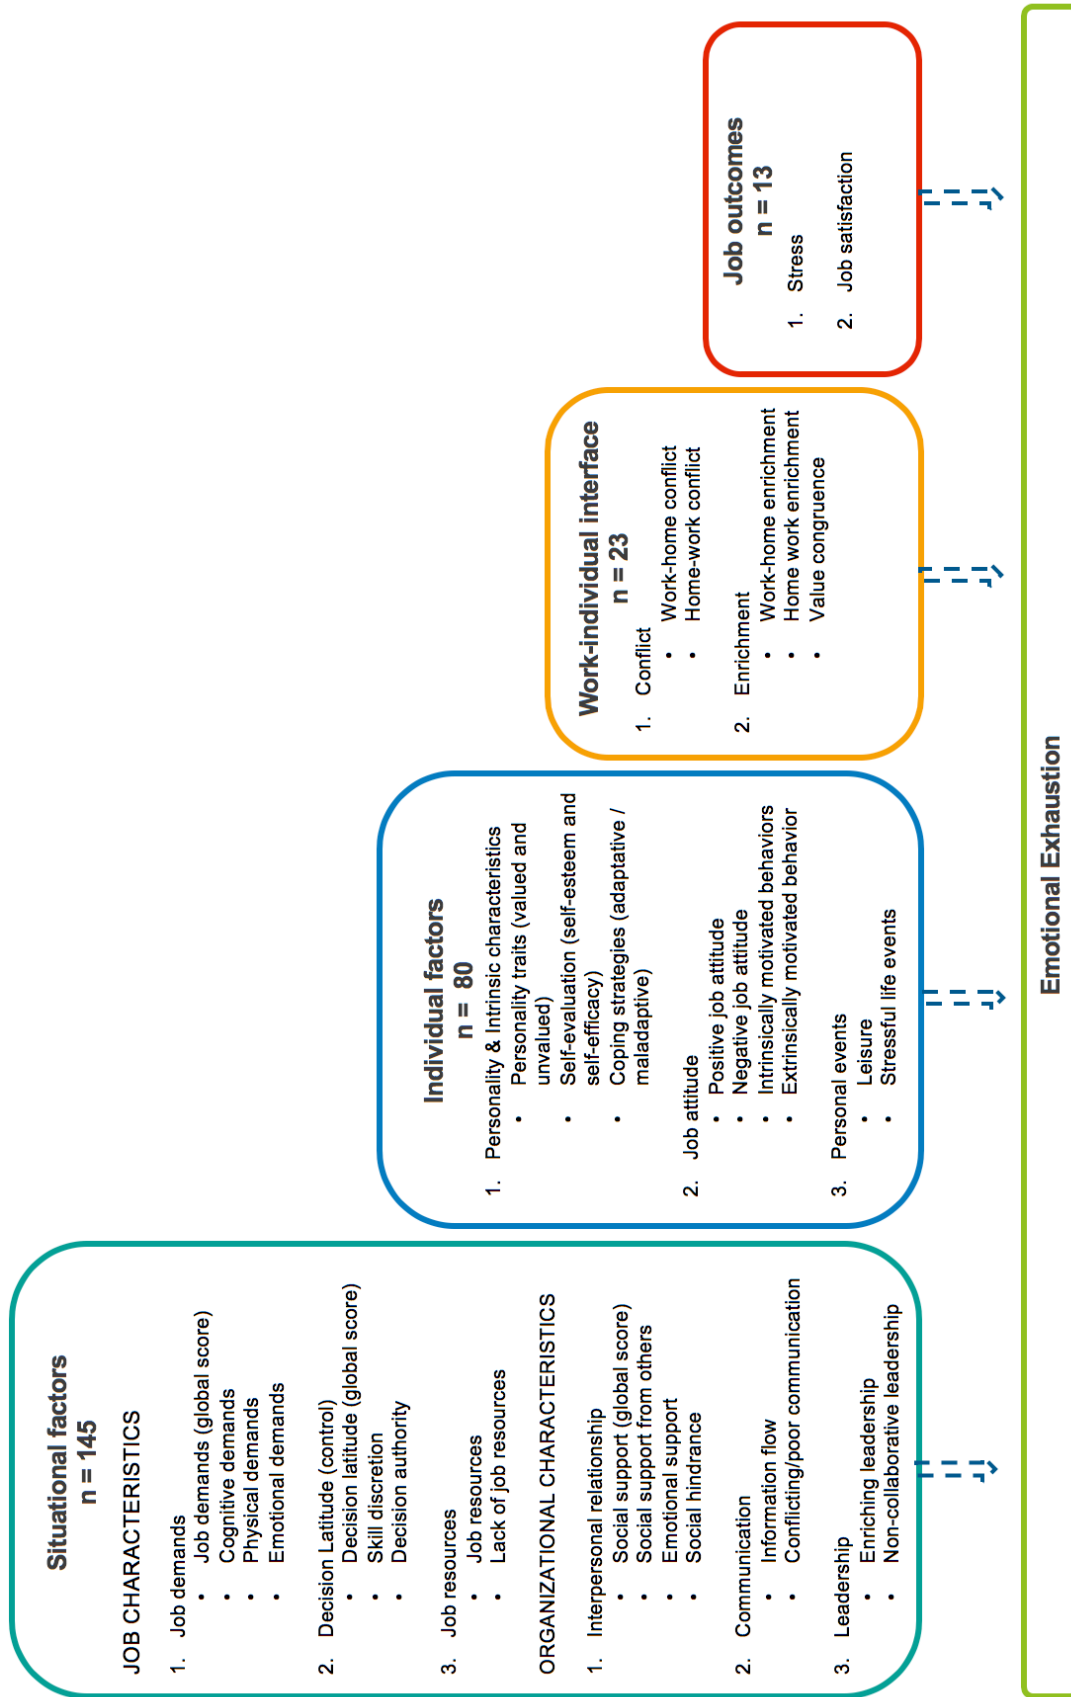 Situational factors
n = 145
JOB CHARACTERISTICS
1. Job demands
• Job demands (global score)
• Cognitive demands
• Physical demands
• Emotional demands
2. Decision Latitude (control)
• Decision latitude (global score)
• Skill discretion
• Decision authority
3. Job resources
• Job resources
• Lack of job resources
ORGANIZATIONAL CHARACTERISTICS
1. Interpersonal relationship
• Social support (global score)
• Social support from others
• Emotional support
• Social hindrance
2. Communication
• Information flow
• Conflicting/poor communication
3. Leadership
• Enriching leadership
• Non-collaborative leadership
Individual factors
n = 80
1. Personality & Intrinsic characteristics
• Personality traits (valued and
unvalued)
• Self-evaluation (self-esteem and
self-efficacy)
• Coping strategies (adaptative /
maladaptive)
2. Job attitude
• Positive job attitude
• Negative job attitude
• Intrinsically motivated behaviors
• Extrinsically motivated behavior
3. Personal events
• Leisure
• Stressful life events
Work-individual interface
n = 23
1. Conflict
• Work-home conflict
• Home-work conflict
2. Enrichment
• Work-home enrichment
• Home work enrichment
• Value congruence
Job outcomes
n = 13
1. Stress
2. Job satisfaction
Emotional Exhaustion